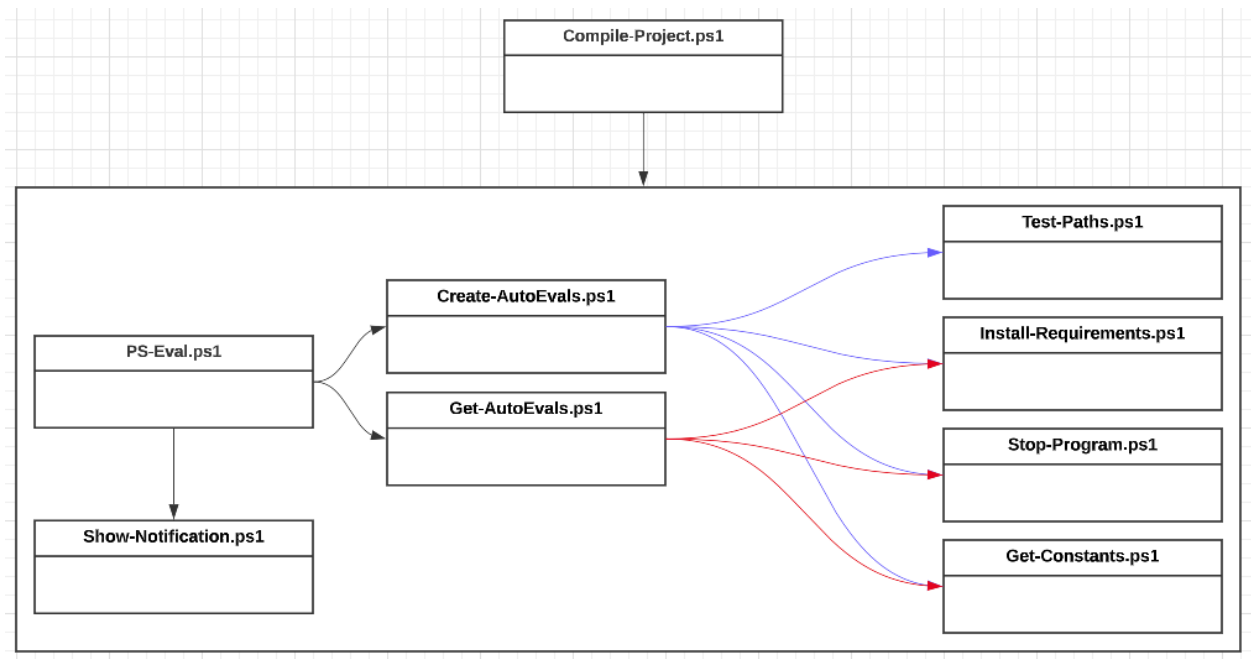 Compile-Project.ps1
Test-Paths.ps1
Create-AutoEvals.ps1
Install-Requirements.ps1
PS-Eval.ps1
Get-AutoEvals.ps1
Stop-Program.ps1
Show-Notification.ps1
Get-Constants.ps1